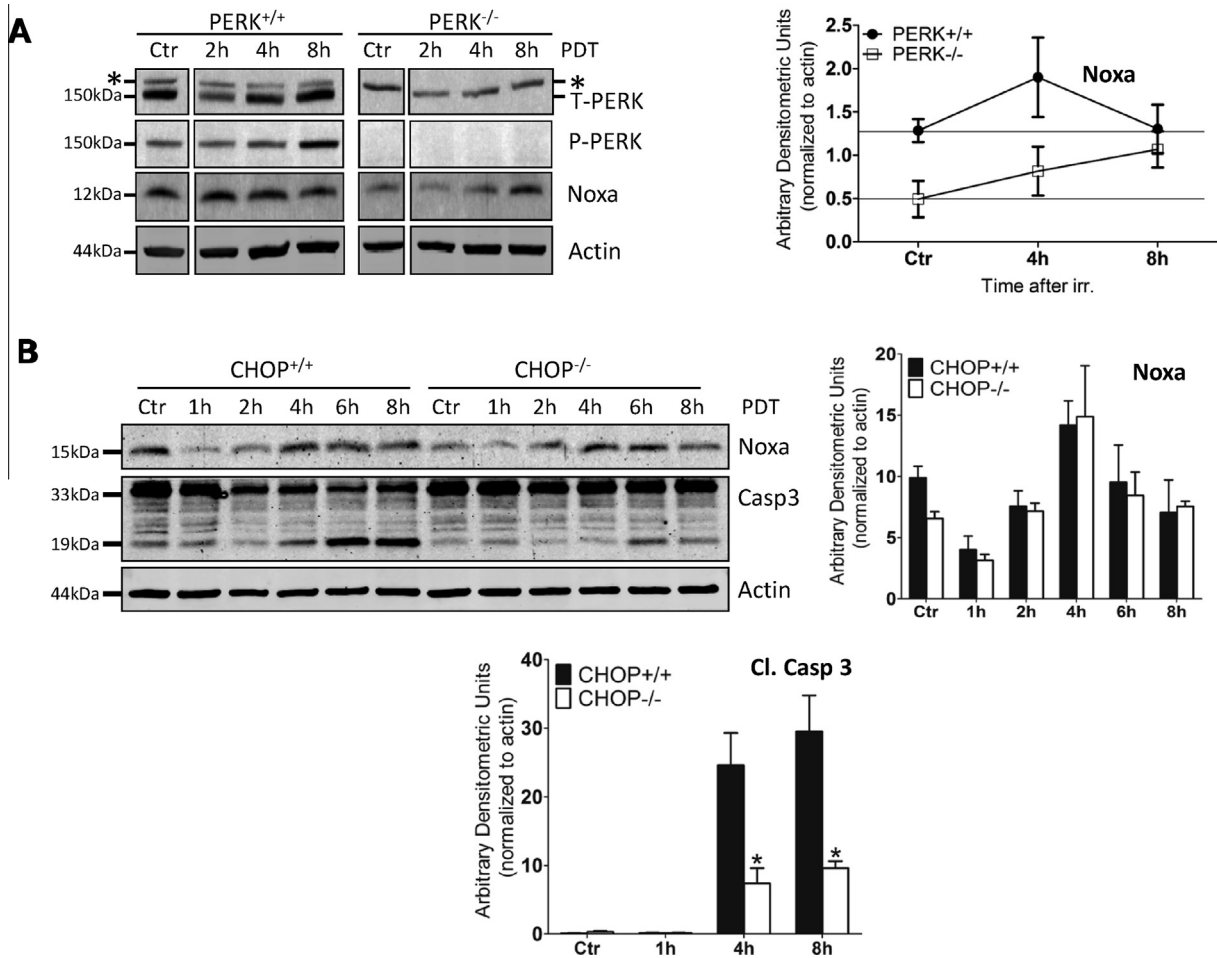 A
PERK+/+ PERK-/-
Ctr 2h 4h 8h Ctr 2h 4h 8h PDT
* *
150kDa T-PERK
150kDa P-PERK
12kDa Noxa
44kDa Actin
PERK+/+
PERK-/-
Noxa
Arbitrary Densitometric Units
(normalized to actin)
2.5
2.0
1.5
1.0
0.5
0.0
Ctr 4h 8h
Time after irr.
B
CHOP+/+ CHOP-/-
Ctr 1h 2h 4h 6h 8h Ctr 1h 2h 4h 6h 8h PDT
15kDa Noxa
33kDa Casp3
19kDa
44kDa Actin
CHOP+/+
CHOP-/-
Noxa
Arbitrary Densitometric Units
(normalized to actin)
20
15
10
5
0
Ctr 1h 2h 4h 6h 8h
CHOP+/+
CHOP-/-
Cl. Casp 3
Arbitrary Densitometric Units
(normalized to actin)
40
30
20
10
0
* *
Ctr 1h 4h 8h